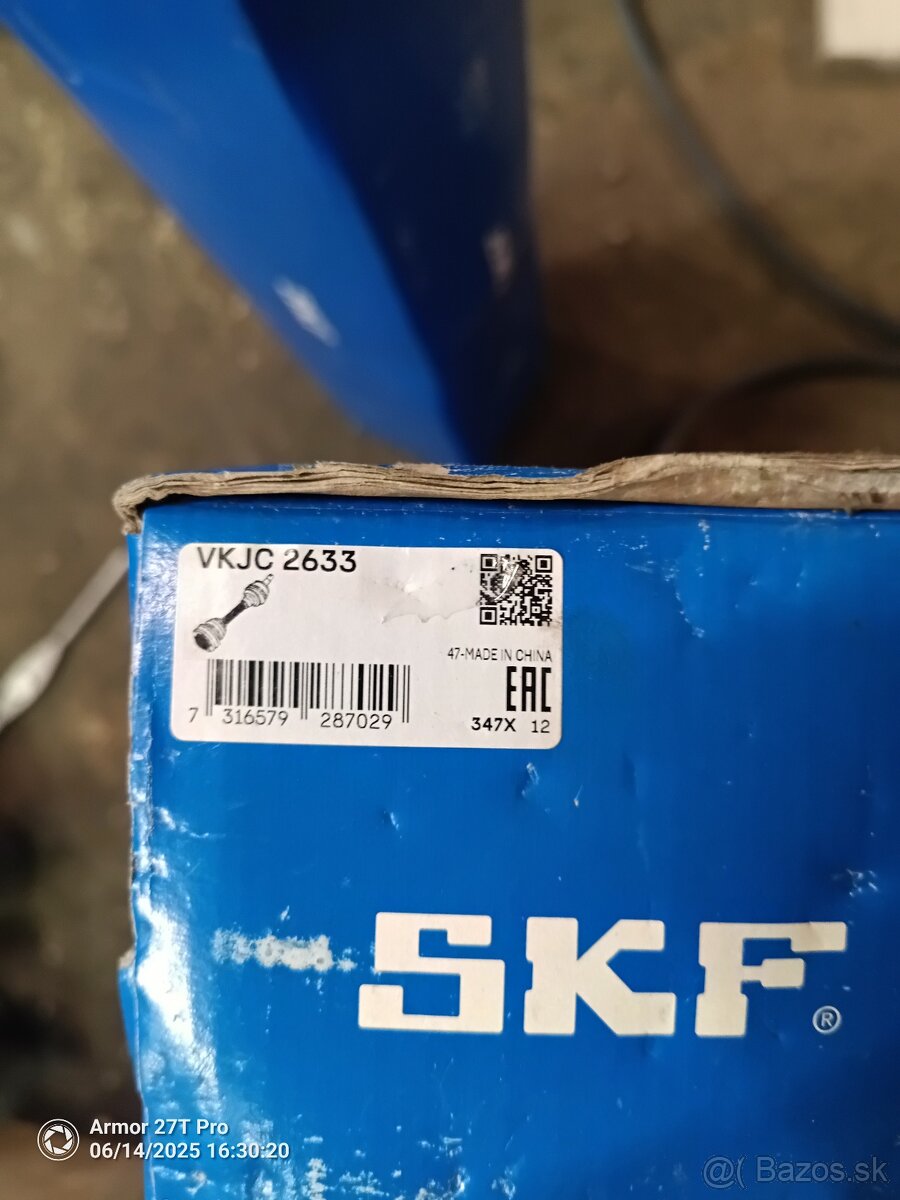 VKJC 2633
47-MADE IN CHINA
EAC
7 316579 287029
347X 12
SKF®
Armor 27T Pro
06/14/2025 16:30:20
@( Bazos.sk